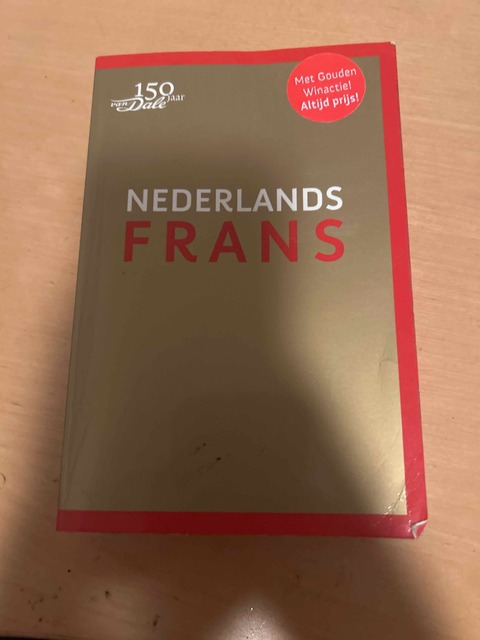 150 jaar
van Dale
Met Gouden
Winactie!
Altijd prijs!
NEDERLANDS
FRANS